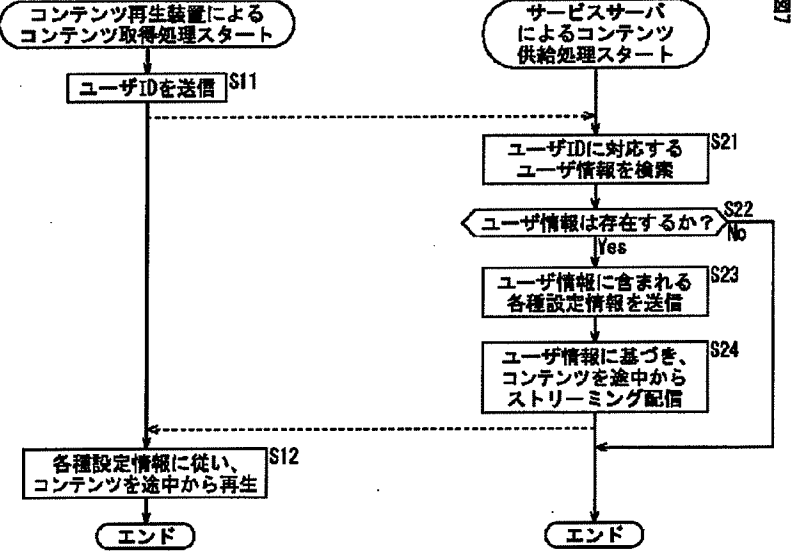 図7
コンテンツ再生装置による
コンテンツ取得処理スタート
ユーザIDを送信
S11
サービスサーバ
によるコンテンツ
供給処理スタート
ユーザIDに対応する
ユーザ情報を検索
S21
ユーザ情報は存在するか?
S22
No
Yes
ユーザ情報に含まれる
各種設定情報を送信
S23
ユーザ情報に基づき、
コンテンツを途中から
ストリーミング配信
S24
各種設定情報に従い、
コンテンツを途中から再生
S12
エンド
エンド